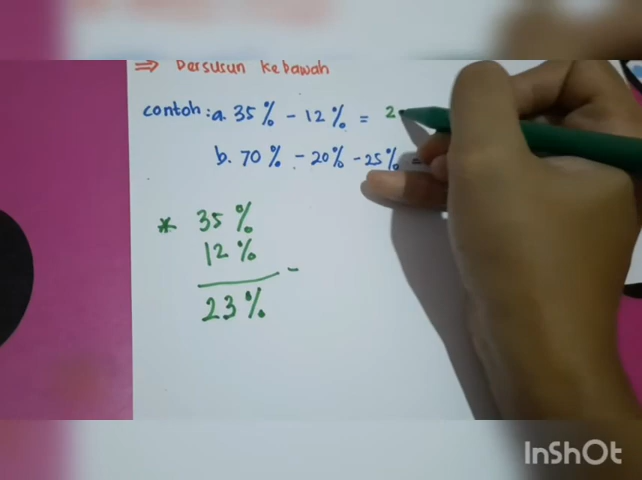 ⇒ Bersusun Kebawah
Contoh : a. 35% - 12% = 2
b. 70% - 20% - 25% =
* 35%
12%
-
23%
InShOt